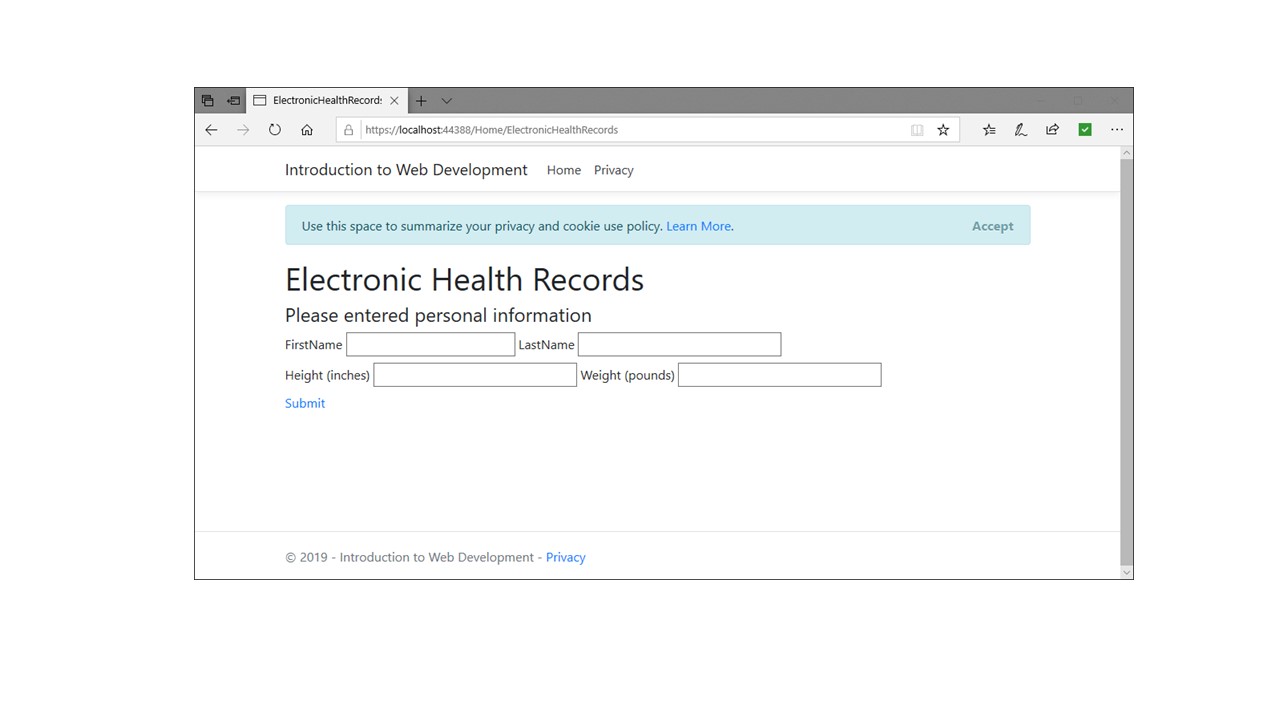 ElectronicHealthRecord:
https://localhost:44388/Home/ElectronicHealthRecords
Introduction to Web Development Home Privacy
Use this space to summarize your privacy and cookie use policy. Learn More. Accept
Electronic Health Records
Please entered personal information
FirstName LastName
Height (inches) Weight (pounds)
Submit
© 2019 - Introduction to Web Development - Privacy